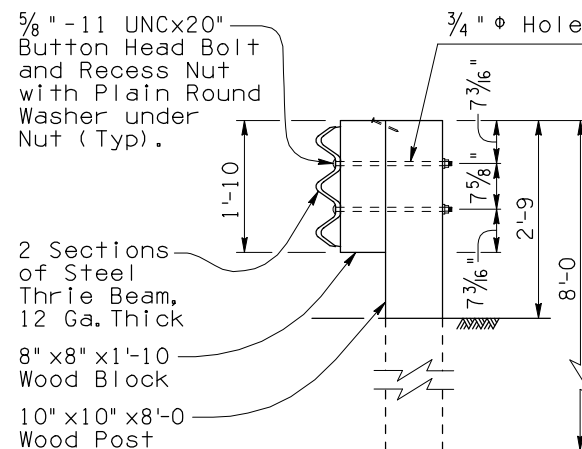 5/8" -11 UNCx20"
Button Head Bolt
and Recess Nut
with Plain Round
Washer under
Nut (Typ).
3/4" Φ Hole
7 3/16"
1'-10
7 5/8"
2'-9
8'-0
7 3/16"
2 Sections
of Steel
Thrie Beam,
12 Ga. Thick
8" x8" x1'-10
Wood Block
10" x10" x8'-0
Wood Post